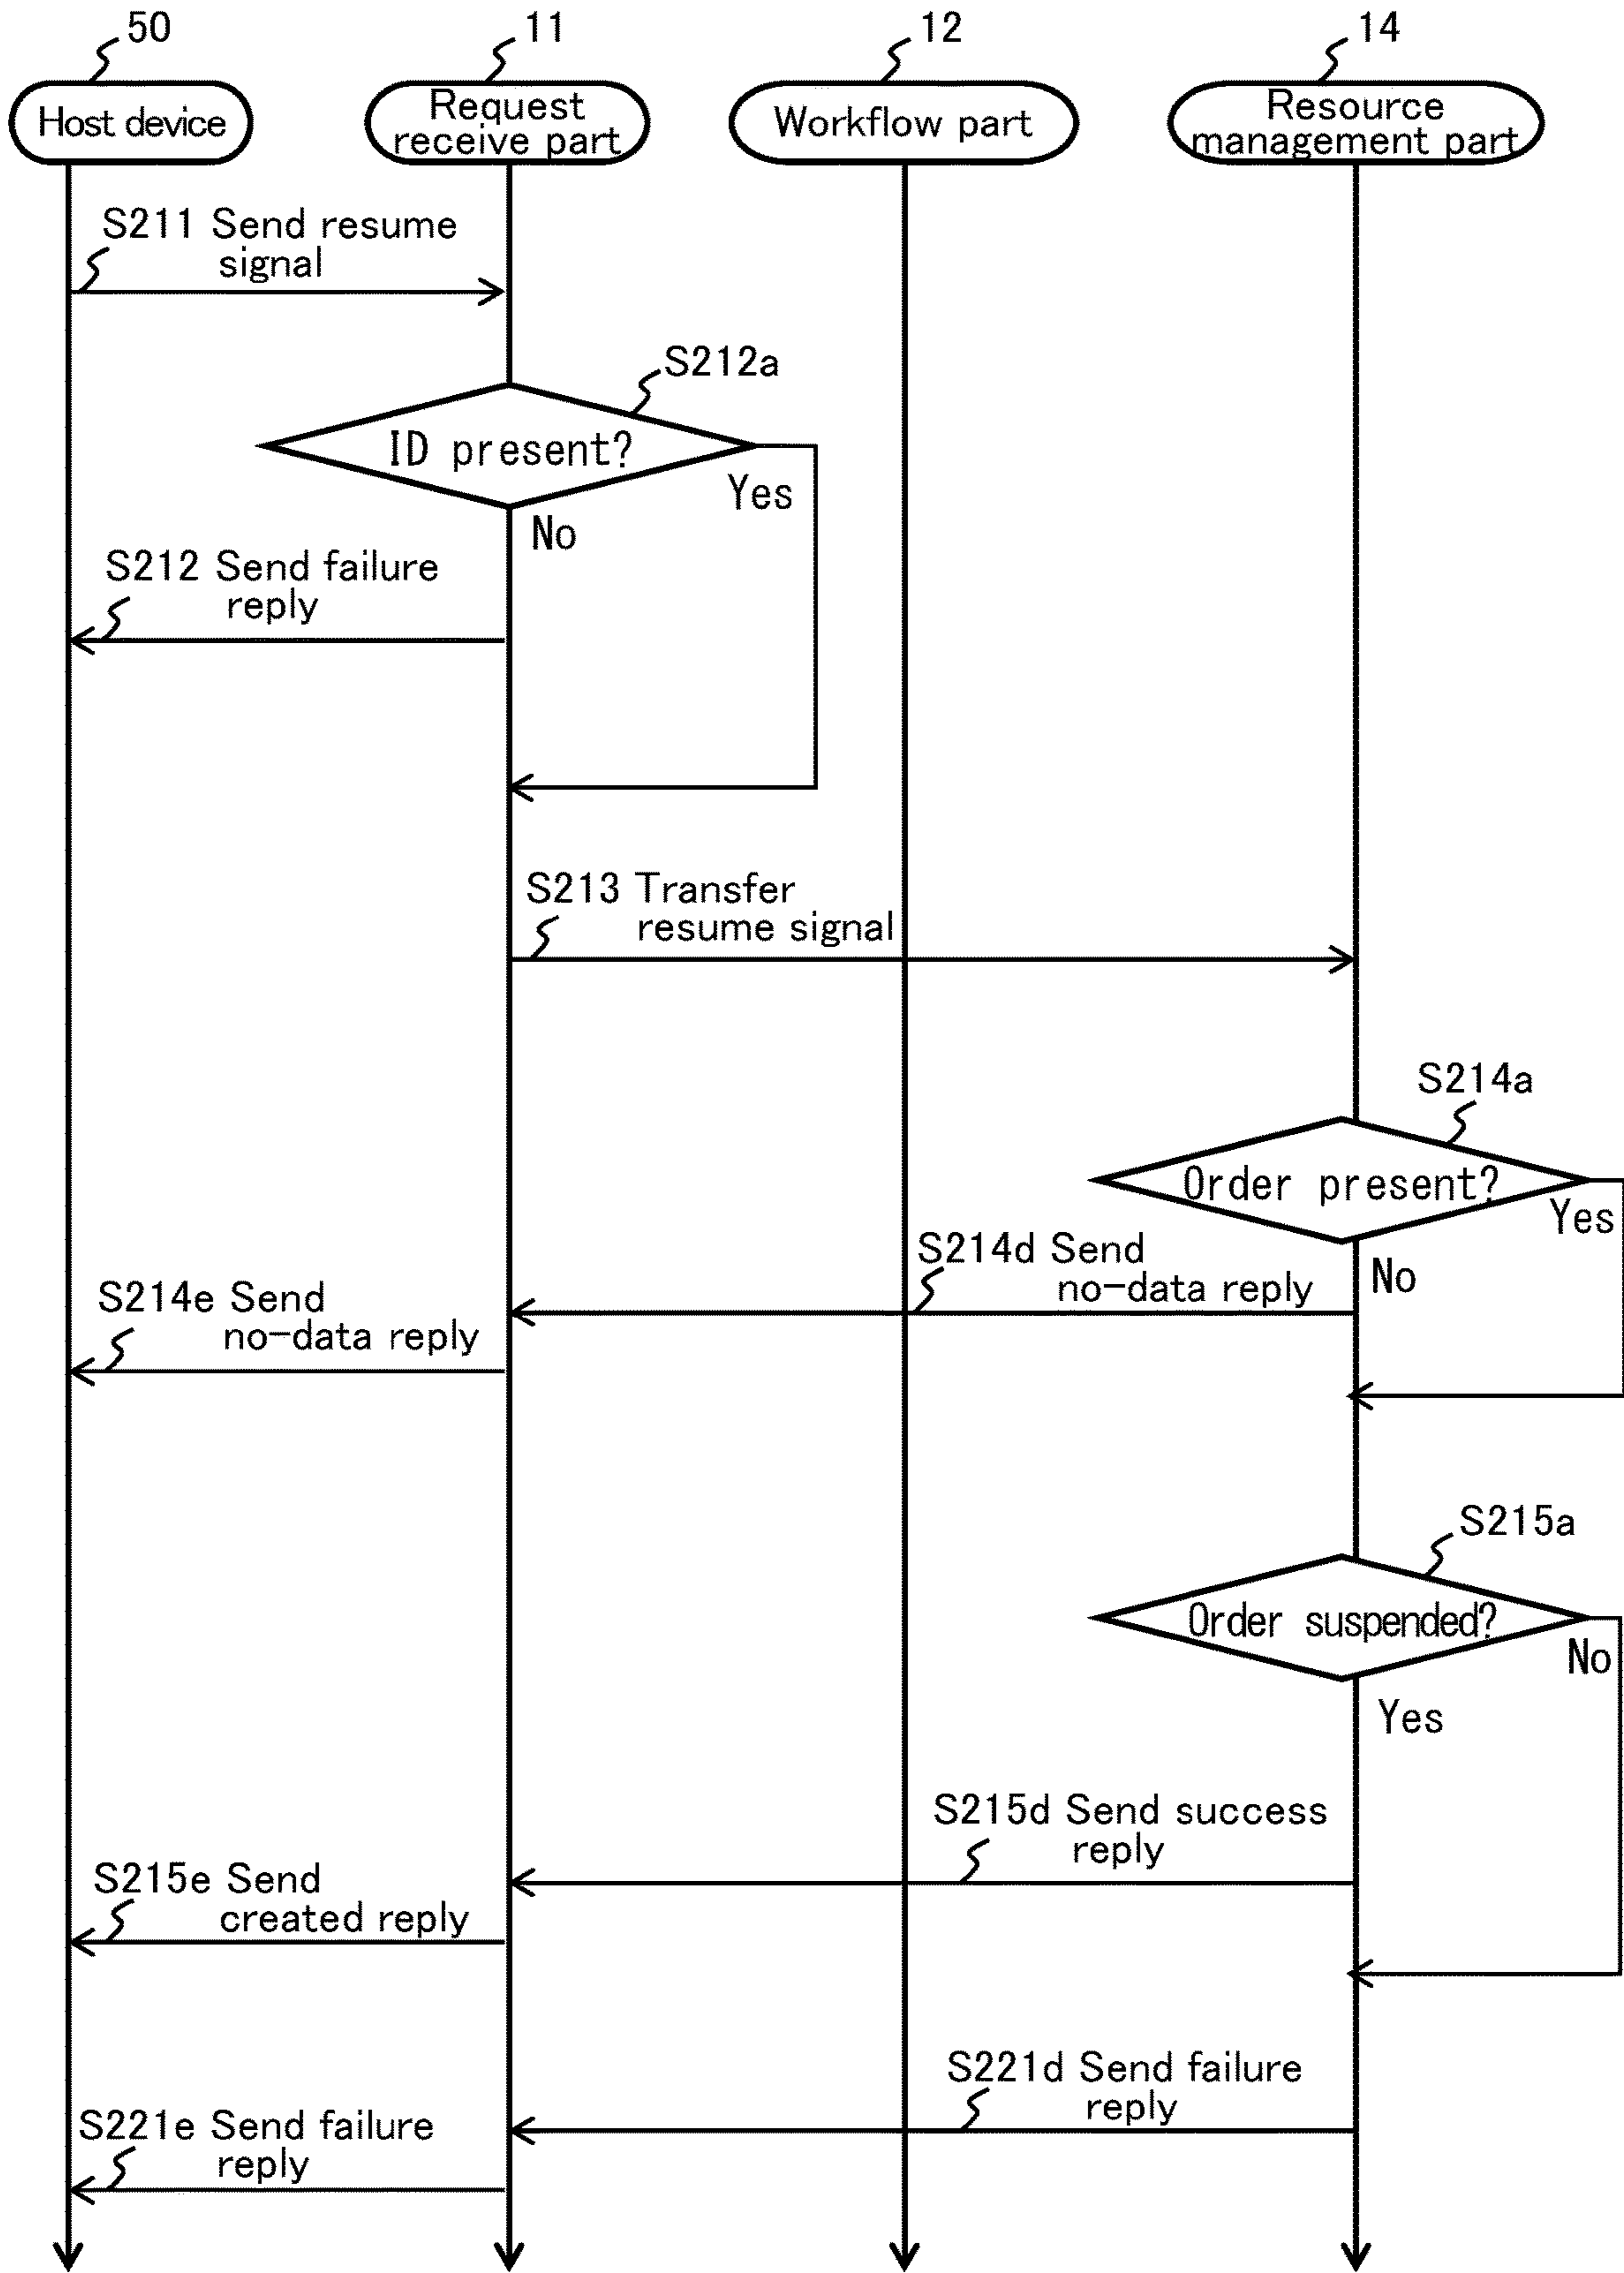 50
11
12
14
Host device
Request
receive part
Workflow part
Resource
management part
S211 Send resume
signal
S212a
ID present?
Yes
No
S212 Send failure
reply
S213 Transfer
resume signal
S214a
Order present?
Yes
No
S214d Send
no-data reply
S214e Send
no-data reply
S215a
Order suspended?
No
Yes
S215d Send success
reply
S215e Send
created reply
S221d Send failure
reply
S221e Send failure
reply